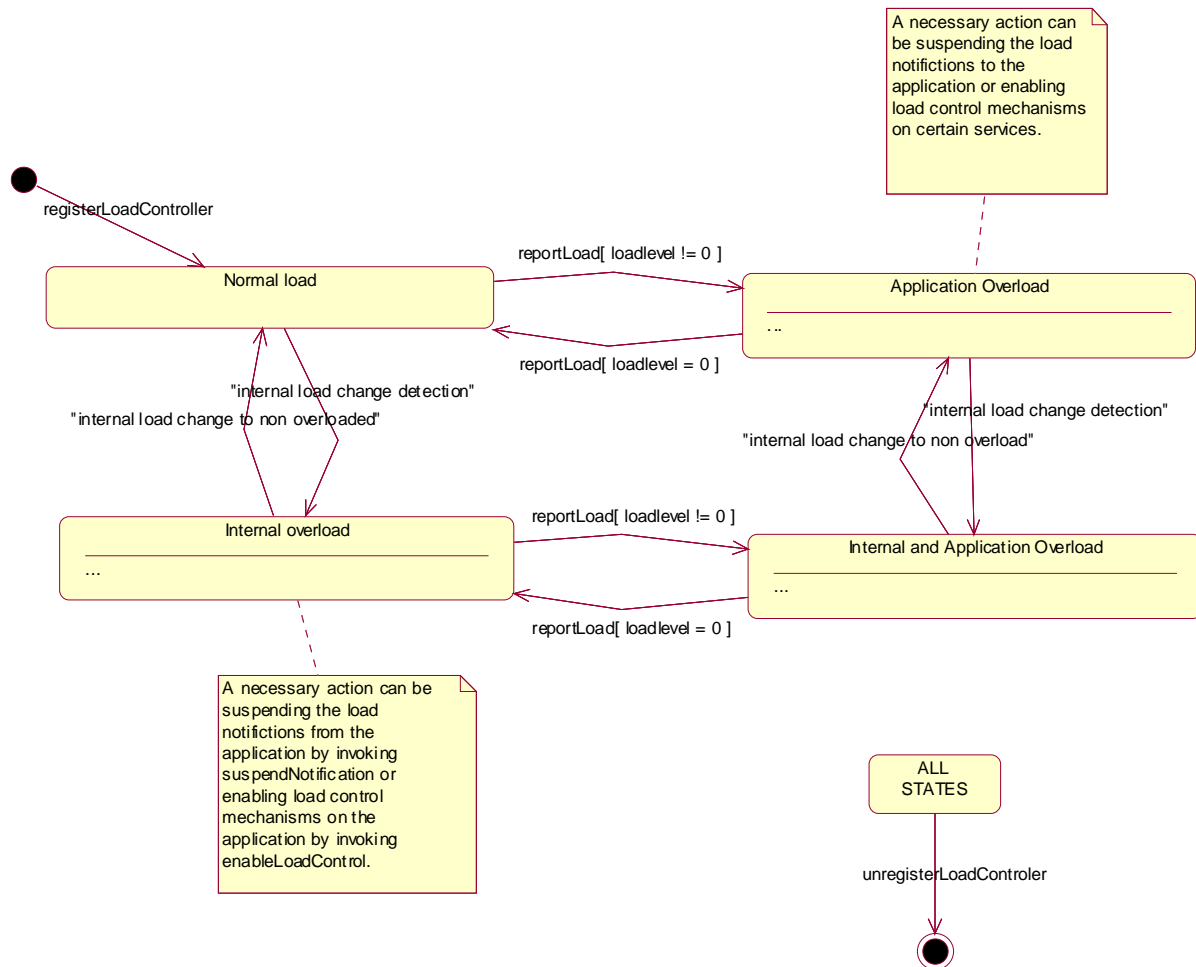 A necessary action can
be suspending the load
notifictions to the
application or enabling
load control mechanisms
on certain services.
registerLoadController
reportLoad[ loadlevel != 0 ]
Normal load
Application Overload
...
reportLoad[ loadlevel = 0 ]
"internal load change detection"
"internal load change to non overloaded"
"internal load change detection"
"internal load change to non overload"
reportLoad[ loadlevel != 0 ]
Internal overload
...
Internal and Application Overload
...
reportLoad[ loadlevel = 0 ]
A necessary action can be
suspending the load
notifictions from the
application by invoking
suspendNotification or
enabling load control
mechanisms on the
application by invoking
enableLoadControl.
ALL
STATES
unregisterLoadControler